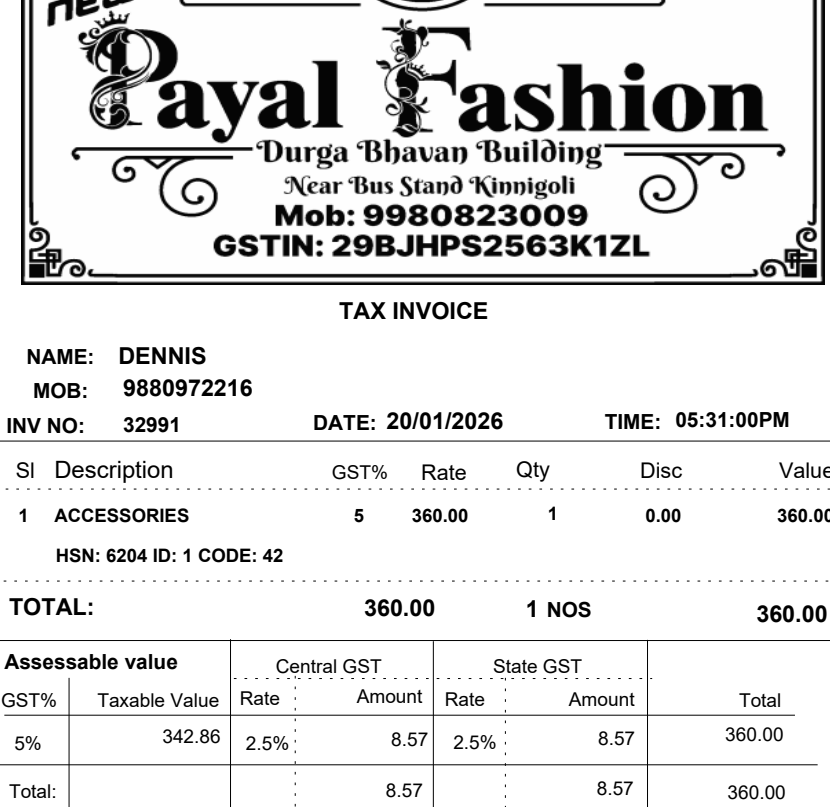 new
Payal Fashion
Durga Bhavan Building
Near Bus Stand Kinnigoli
Mob: 9980823009
GSTIN: 29BJHPS2563K1ZL
TAX INVOICE
NAME: DENNIS
MOB: 9880972216
INV NO: 32991 DATE: 20/01/2026 TIME: 05:31:00PM
Sl Description GST% Rate Qty Disc Value
1 ACCESSORIES 5 360.00 1 0.00 360.00
HSN: 6204 ID: 1 CODE: 42
TOTAL: 360.00 1 NOS 360.00
Assessable value Central GST State GST
GST% Taxable Value Rate Amount Rate Amount Total
5% 342.86 2.5% 8.57 2.5% 8.57 360.00
Total: 8.57 8.57 360.00